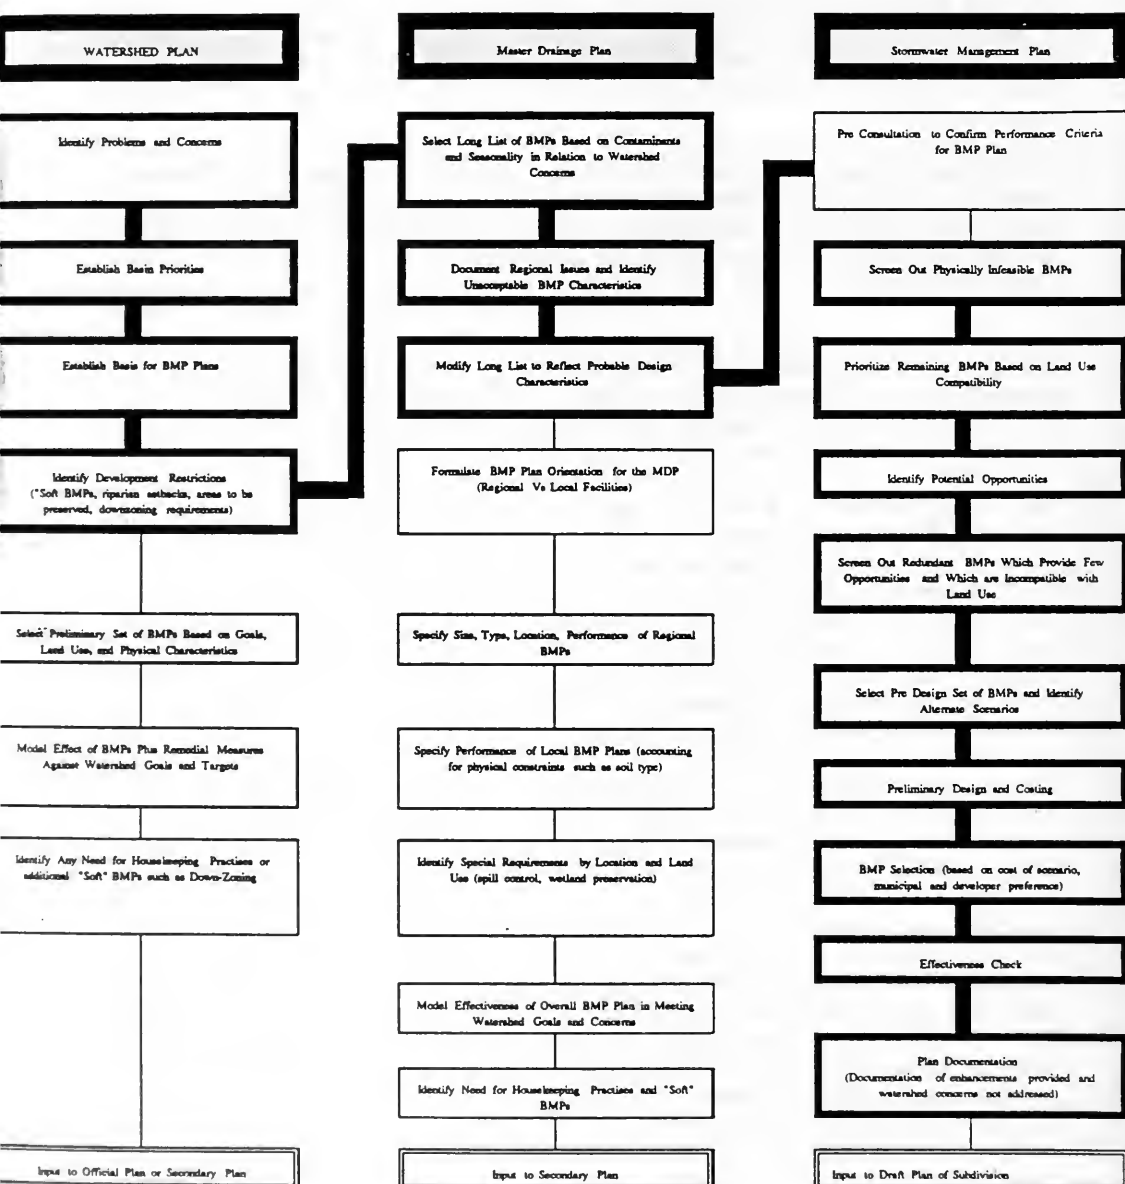 WATERSHED PLAN
Identify Problems and Concerns
Establish Basin Priorities
Establish Basis for BMP Plans
Identify Development Restrictions
("Soft BMPs, riparian setbacks, areas to be
preserved, downzoning requirements)
Select Preliminary Set of BMPs Based on Goals,
Land Use, and Physical Characteristics
Model Effect of BMPs Plus Remedial Measures
Against Watershed Goals and Targets
Identify Any Need for Housekeeping Practises or
additional "Soft" BMPs such as Down-Zoning
Input to Official Plan or Secondary Plan
Master Drainage Plan
Select Long List of BMPs Based on Contaminants
and Seasonality in Relation to Watershed
Concerns
Document Regional Issues and Identify
Unacceptable BMP Characteristics
Modify Long List to Reflect Probable Design
Characteristics
Formulate BMP Plan Orientation for the MDP
(Regional Vs Local Facilities)
Specify Size, Type, Location, Performance of Regional
BMPs
Specify Performance of Local BMP Plans (accounting
for physical constraints such as soil type)
Identify Special Requirements by Location and Land
Use (spill control, wetland preservation)
Model Effectiveness of Overall BMP Plan in Meeting
Watershed Goals and Concerns
Identify Need for Housekeeping Practises and "Soft"
BMPs
Input to Secondary Plan
Stormwater Management Plan
Pre Consultation to Confirm Performance Criteria
for BMP Plan
Screen Out Physically Infeasible BMPs
Prioritize Remaining BMPs Based on Land Use
Compatibility
Identify Potential Opportunities
Screen Out Redundant BMPs Which Provide Few
Opportunities and Which are Incompatible with
Land Use
Select Pre Design Set of BMPs and Identify
Alternate Scenarios
Preliminary Design and Costing
BMP Selection (based on cost of scenario,
municipal and developer preference)
Effectiveness Check
Plan Documentation
(Documentation of enhancements provided and
watershed concerns not addressed)
Input to Draft Plan of Subdivision